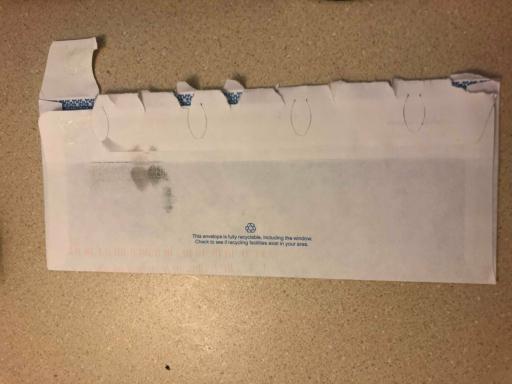 This envelope is fully recyclable, including the window.
Check to see if recycling facilities exist in your area.